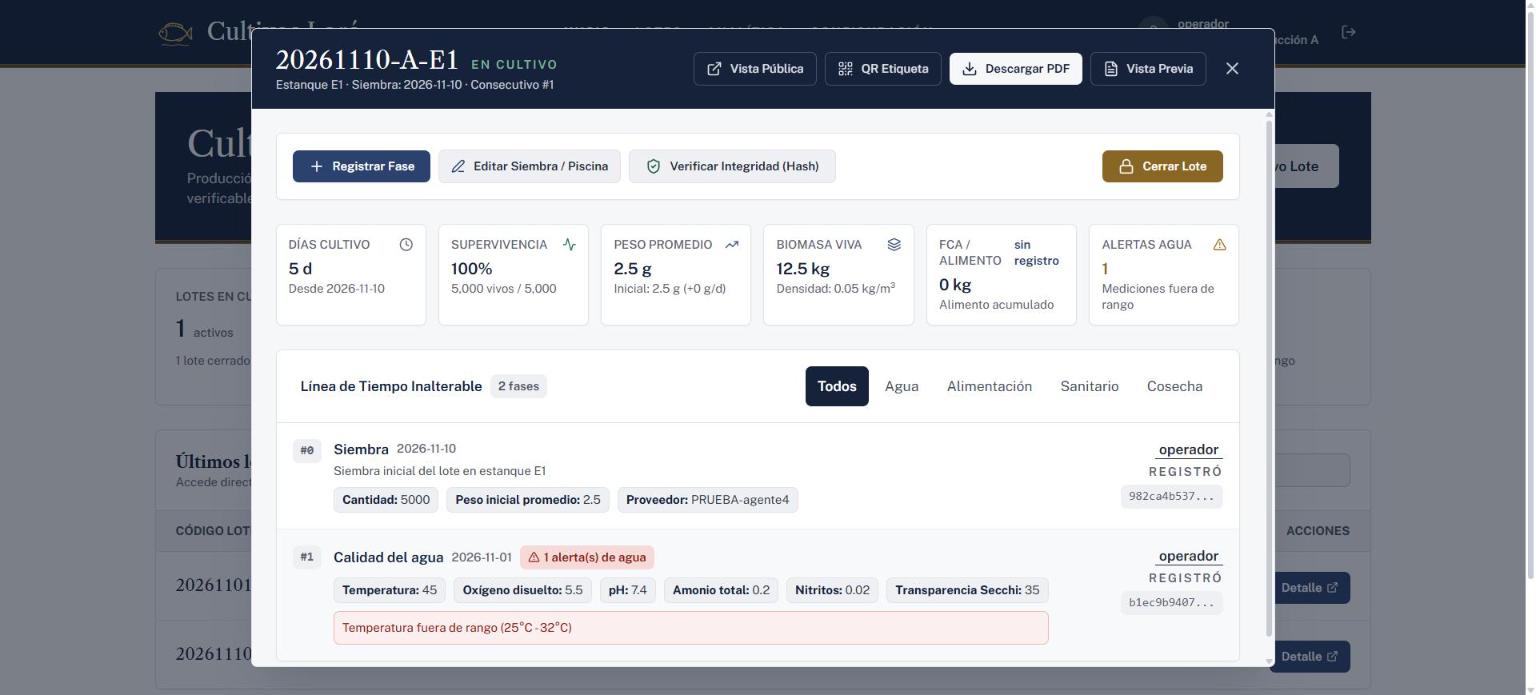 operador
cción A
20261110-A-E1 EN CULTIVO
Estanque E1 · Siembra: 2026-11-10 · Consecutivo #1
Vista Pública
QR Etiqueta
Descargar PDF
Vista Previa
Cult
Producció
verificable
vo Lote
Registrar Fase
Editar Siembra / Piscina
Verificar Integridad (Hash)
Cerrar Lote
DÍAS CULTIVO
5 d
Desde 2026-11-10
SUPERVIVENCIA
100%
5,000 vivos / 5,000
PESO PROMEDIO
2.5 g
Inicial: 2.5 g (+0 g/d)
BIOMASA VIVA
12.5 kg
Densidad: 0.05 kg/m³
FCA / ALIMENTO
sin registro
0 kg
Alimento acumulado
ALERTAS AGUA
1
Mediciones fuera de
rango
LOTES EN CU
1 activos
1 lote cerrado
ngo
Línea de Tiempo Inalterable 2 fases
Todos Agua Alimentación Sanitario Cosecha
#0 Siembra 2026-11-10
Siembra inicial del lote en estanque E1
Cantidad: 5000 Peso inicial promedio: 2.5 Proveedor: PRUEBA-agente4
operador
REGISTRÓ
982ca4b537...
#1 Calidad del agua 2026-11-01 1 alerta(s) de agua
Temperatura: 45 Oxígeno disuelto: 5.5 pH: 7.4 Amonio total: 0.2 Nitritos: 0.02 Transparencia Secchi: 35
Temperatura fuera de rango (25°C - 32°C)
operador
REGISTRÓ
b1ec9b9407...
Últimos l
Accede direct
CÓDIGO LOT
ACCIONES
20261101
Detalle
20261110
Detalle